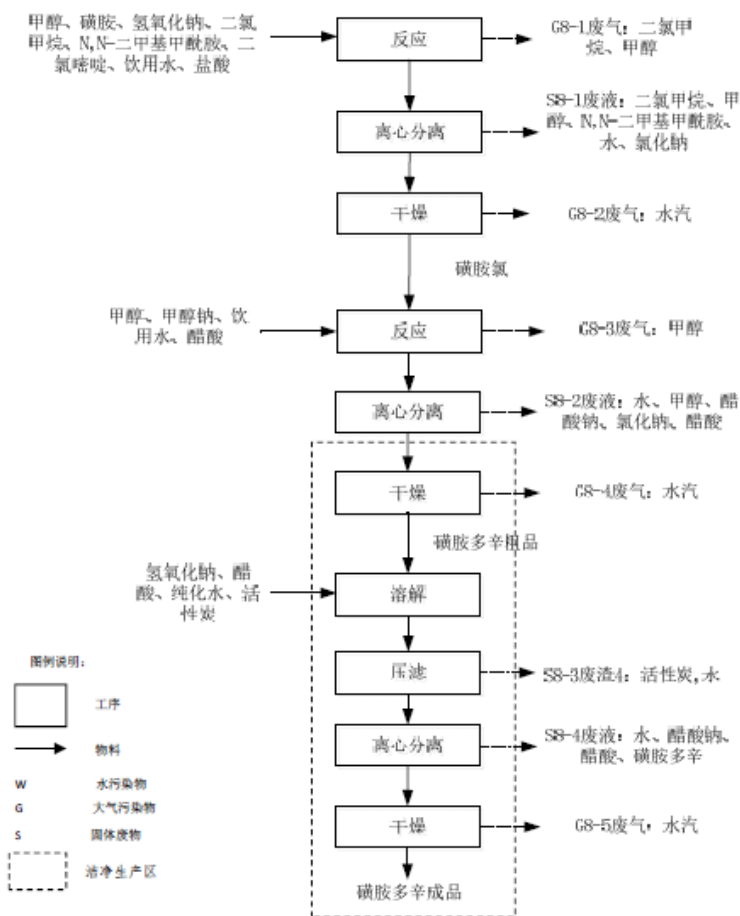 甲醇、磺胺、氢氧化钠、二氯
甲烷、N,N-二甲基甲酰胺、二
氯嘧啶、饮用水、盐酸
反应
G8-1废气：二氯甲
烷、甲醇
S8-1废液：二氯甲烷、甲
醇、N,N-二甲基甲酰胺、
水、氯化钠
离心分离
干燥
G8-2废气：水汽
磺胺氯
甲醇、甲醇钠、饮
用水、醋酸
反应
G8-3废气：甲醇
离心分离
S8-2废液：水、甲醇、醋
酸钠、氯化钠、醋酸
干燥
G8-4废气：水汽
磺胺多辛粗品
氢氧化钠、醋
酸、纯化水、活
性炭
溶解
压滤
S8-3废渣4：活性炭,水
离心分离
S8-4废液：水、醋酸钠、
醋酸、磺胺多辛
干燥
G8-5废气：水汽
磺胺多辛成品
图例说明：
工序
物料
W 水污染物
G 大气污染物
S 固体废物
洁净生产区